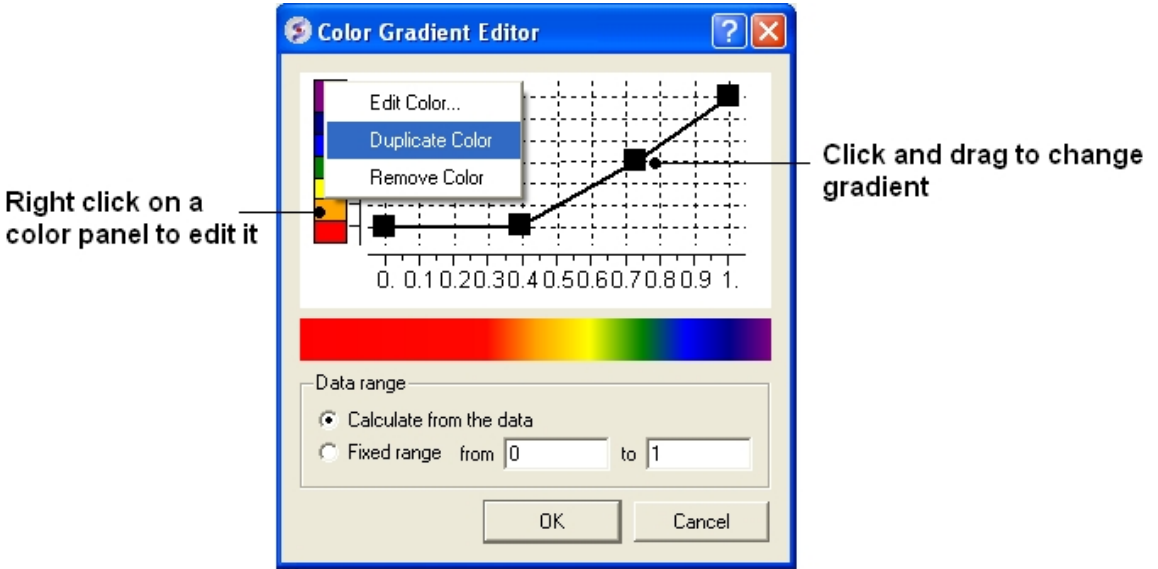 Color Gradient Editor
Edit Color...
Duplicate Color
Remove Color
Click and drag to change
gradient
Right click on a
color panel to edit it
0. 0.1 0.2 0.3 0.4 0.5 0.6 0.7 0.8 0.9 1.
Data range
Calculate from the data
Fixed range from 0 to 1
OK Cancel